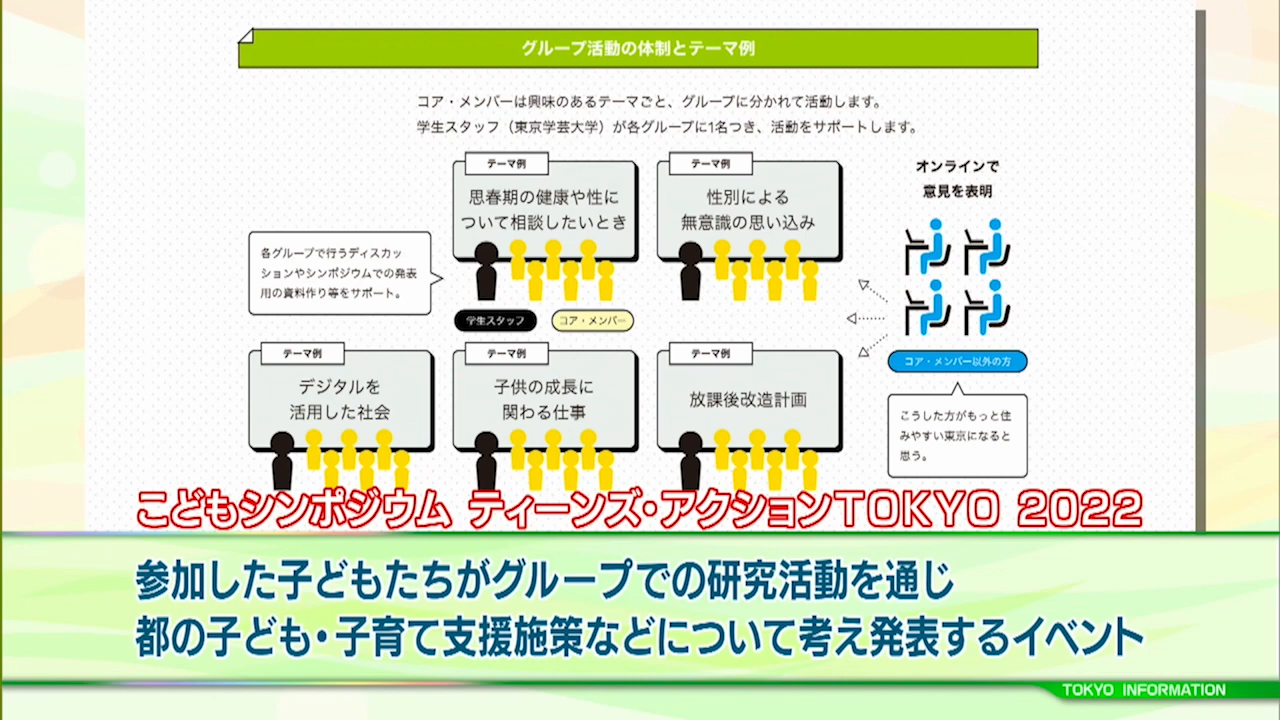 グループ活動の体制とテーマ例
コア・メンバーは興味のあるテーマごと、グループに分かれて活動します。
学生スタッフ（東京学芸大学）が各グループに1名つき、活動をサポートします。
テーマ例
思春期の健康や性に
ついて相談したいとき
テーマ例
性別による
無意識の思い込み
オンラインで
意見を表明
各グループで行うディスカッ
ションやシンポジウムでの発表
用の資料作り等をサポート。
学生スタッフ
コア・メンバー
テーマ例
デジタルを
活用した社会
テーマ例
子供の成長に
関わる仕事
テーマ例
放課後改造計画
コア・メンバー以外の方
こうした方がもっと住
みやすい東京になると
思う。
こどもシンポジウム ティーンズ・アクションTOKYO 2022
参加した子どもたちがグループでの研究活動を通じ
都の子ども・子育て支援施策などについて考え発表するイベント
TOKYO INFORMATION